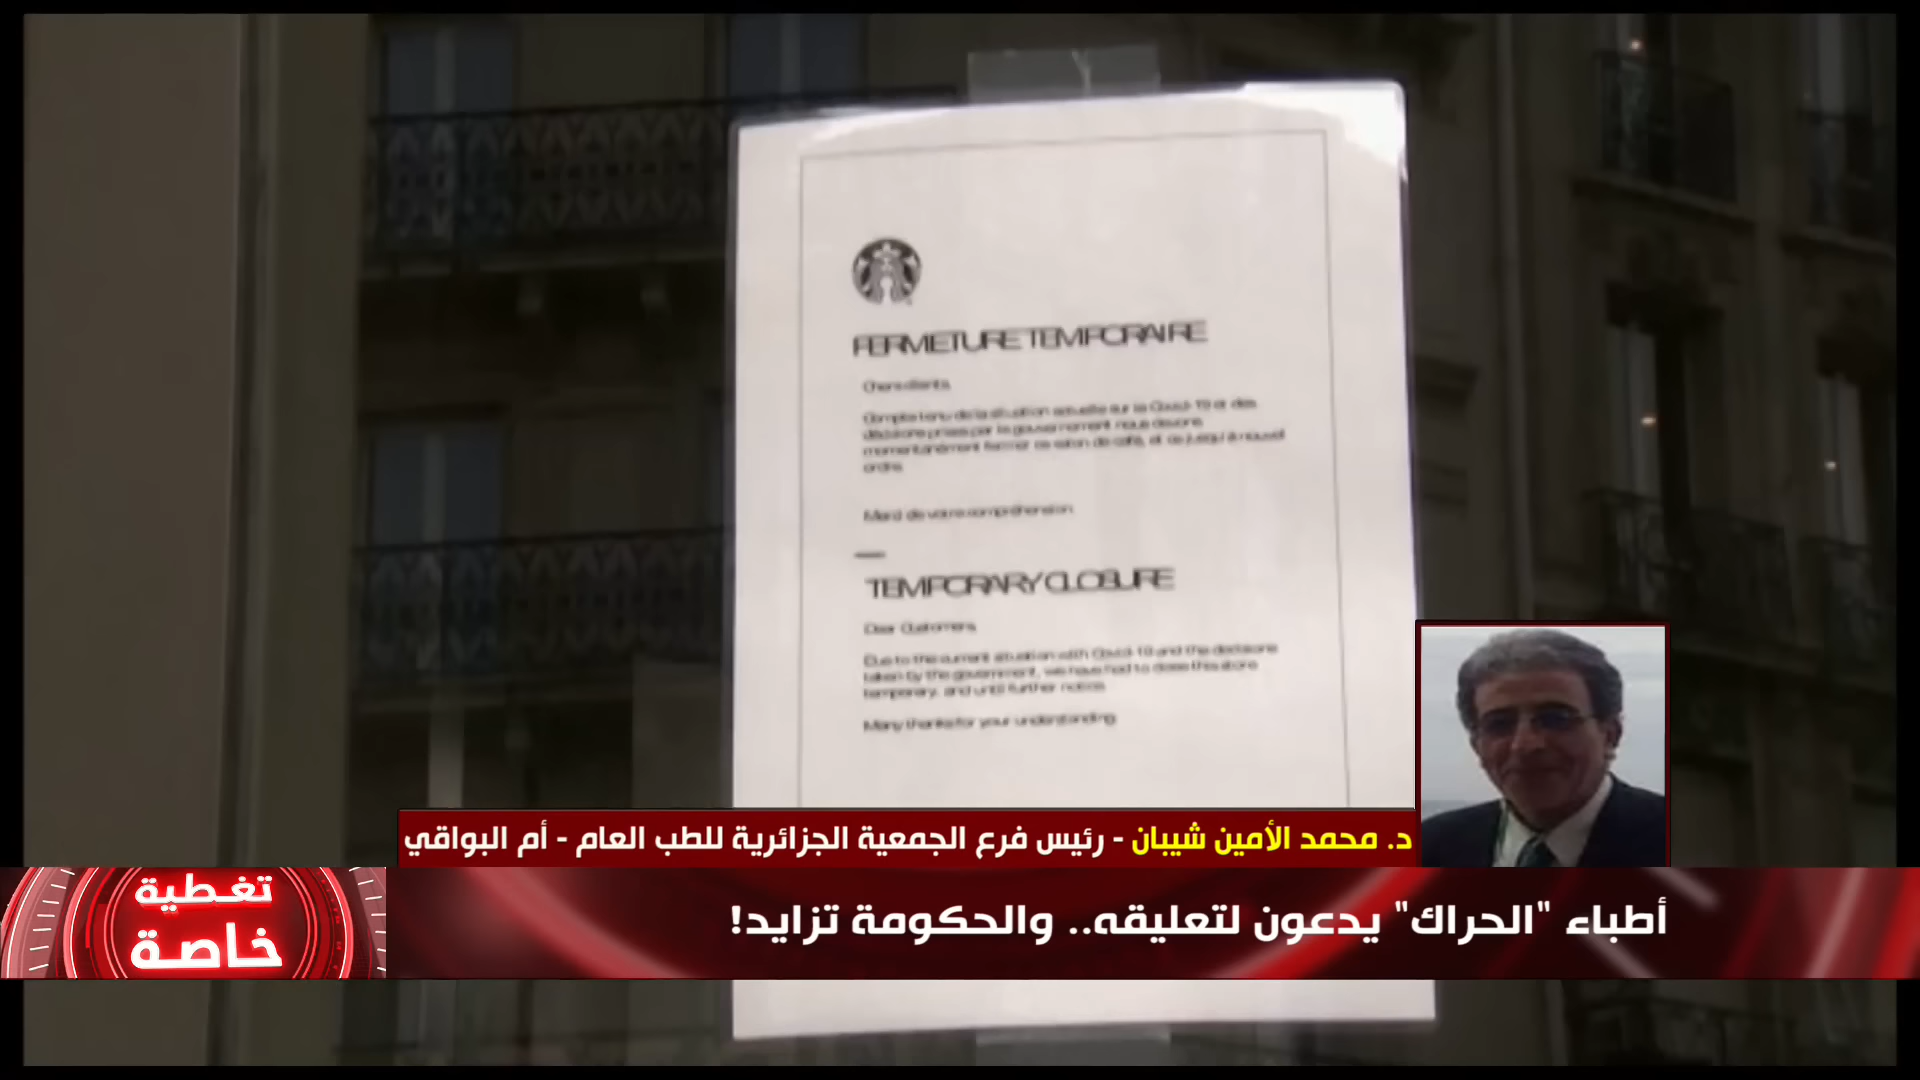 FERMETURE TEMPORAIRE
Chers clients,
Compte tenu de la situation actuelle sur la Covid-19 et des
décisions prises par le gouvernement nous devons
momentanément fermer ce salon de café, et ce jusqu'à nouvel
ordre.
Merci de votre compréhension.
TEMPORARY CLOSURE
Dear Customers,
Due to the current situation with Covid-19 and the decisions
taken by the government, we have had to close this store
temporary, and until further notice.
Many thanks for your understanding.
د. محمد الأمين شيبان - رئيس فرع الجمعية الجزائرية للطب العام - أم البواقي
أطباء "الحراك" يدعون لتعليقه.. والحكومة تزايد!
تغطية
خاصة